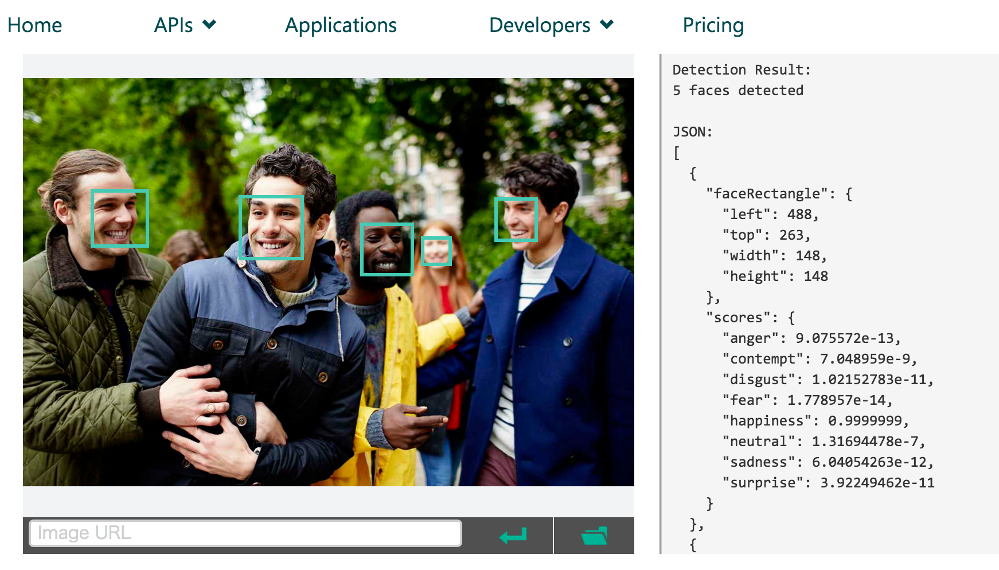 Home APIs Applications Developers Pricing
Detection Result:
5 faces detected
JSON:
[
{
"faceRectangle": {
"left": 488,
"top": 263,
"width": 148,
"height": 148
},
"scores": {
"anger": 9.075572e-13,
"contempt": 7.048959e-9,
"disgust": 1.02152783e-11,
"fear": 1.778957e-14,
"happiness": 0.9999999,
"neutral": 1.31694478e-7,
"sadness": 6.04054263e-12,
"surprise": 3.92249462e-11
}
},
{
Image URL